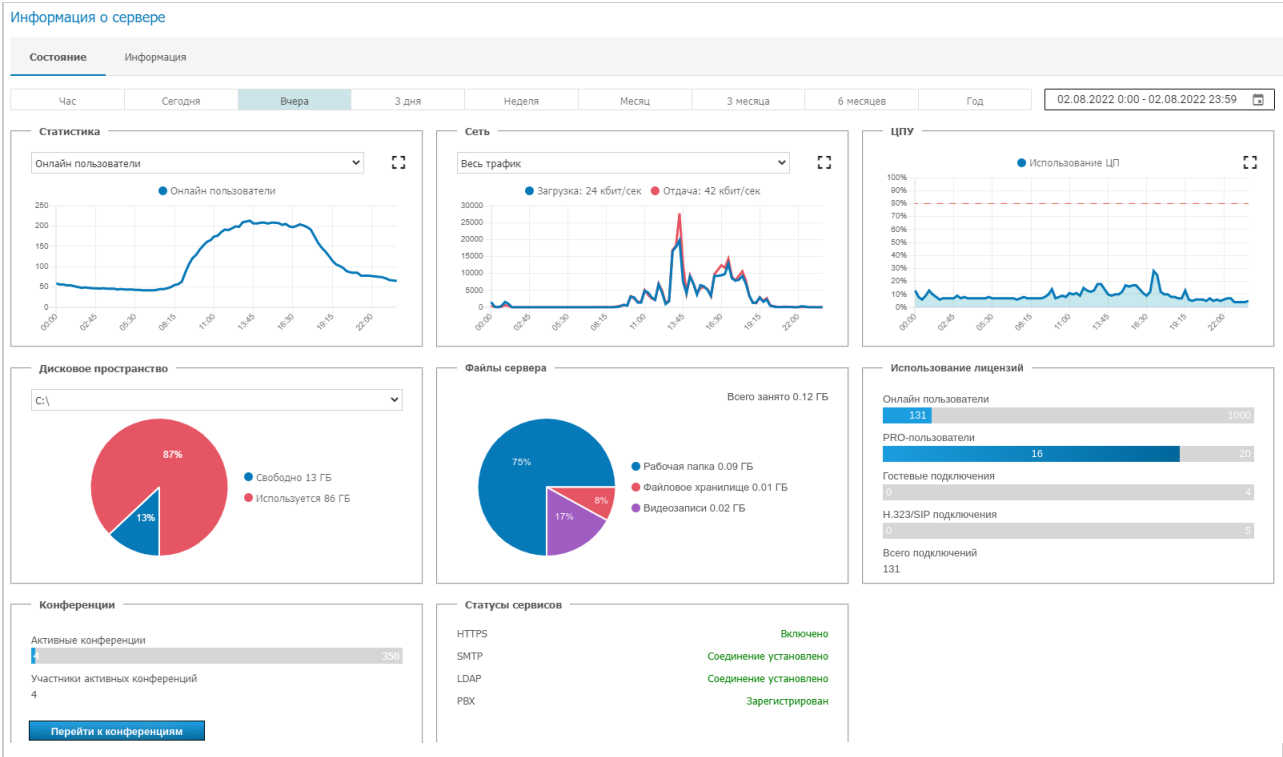 Информация о сервере
Состояние Информация
Час Сегодня Вчера 3 дня Неделя Месяц 3 месяца 6 месяцев Год 02.08.2022 0:00 - 02.08.2022 23:59
Статистика
Онлайн пользователи
Онлайн пользователи
250
200
150
100
50
0
00:00 02:45 05:30 08:15 11:00 13:45 16:30 19:15 22:00
Сеть
Весь трафик
Загрузка: 24 кбит/сек Отдача: 42 кбит/сек
30000
25000
20000
15000
10000
5000
0
00:00 02:45 05:30 08:15 11:00 13:45 16:30 19:15 22:00
ЦПУ
Использование ЦП
100%
90%
80%
70%
60%
50%
40%
30%
20%
10%
0%
00:00 02:45 05:30 08:15 11:00 13:45 16:30 19:15 22:00
Дисковое пространство
C:\
87%
13%
Свободно 13 ГБ
Используется 86 ГБ
Файлы сервера
Всего занято 0.12 ГБ
75%
8%
17%
Рабочая папка 0.09 ГБ
Файловое хранилище 0.01 ГБ
Видеозаписи 0.02 ГБ
Использование лицензий
Онлайн пользователи
131 1000
PRO-пользователи
16 20
Гостевые подключения
0 4
H.323/SIP подключения
0 5
Всего подключений
131
Конференции
Активные конференции
4 350
Участники активных конференций
4
Перейти к конференциям
Статусы сервисов
HTTPS Включено
SMTP Соединение установлено
LDAP Соединение установлено
PBX Зарегистрирован